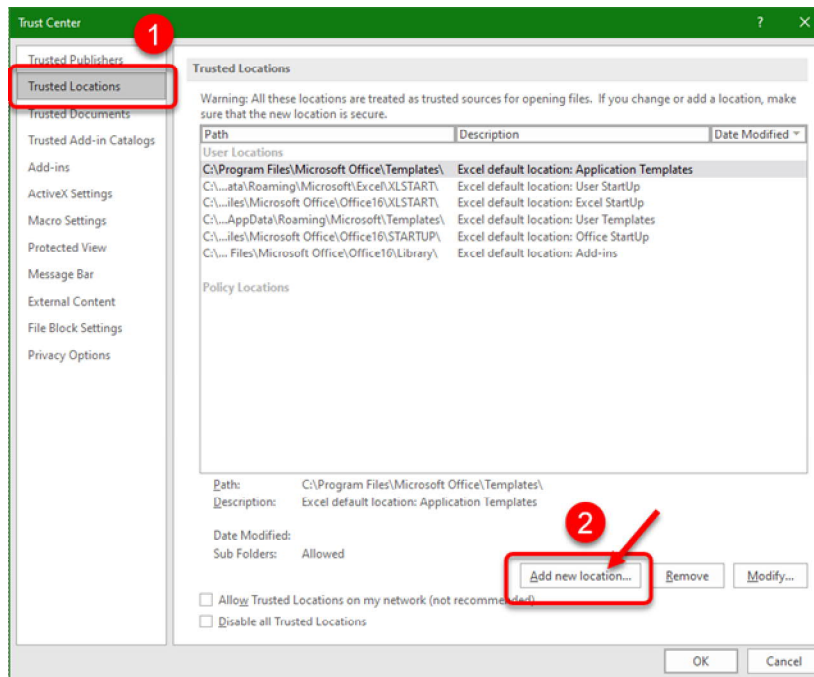 Trust Center
?
1
Trusted Publishers
Trusted Locations
Trusted Documents
Trusted Add-in Catalogs
Add-ins
ActiveX Settings
Macro Settings
Protected View
Message Bar
External Content
File Block Settings
Privacy Options
Trusted Locations
Warning: All these locations are treated as trusted sources for opening files. If you change or add a location, make
sure that the new location is secure.
Path Description Date Modified
User Locations
C:\Program Files\Microsoft Office\Templates\ Excel default location: Application Templates
C:\...ata\Roaming\Microsoft\Excel\XLSTART\ Excel default location: User StartUp
C:\...iles\Microsoft Office\Office16\XLSTART\ Excel default location: Excel StartUp
C:\...AppData\Roaming\Microsoft\Templates\ Excel default location: User Templates
C:\...iles\Microsoft Office\Office16\STARTUP\ Excel default location: Office StartUp
C:\... Files\Microsoft Office\Office16\Library\ Excel default location: Add-ins
Policy Locations
Path: C:\Program Files\Microsoft Office\Templates\
Description: Excel default location: Application Templates
Date Modified:
Sub Folders: Allowed
2
Add new location... Remove Modify...
Allow Trusted Locations on my network (not recommended)
Disable all Trusted Locations
OK Cancel